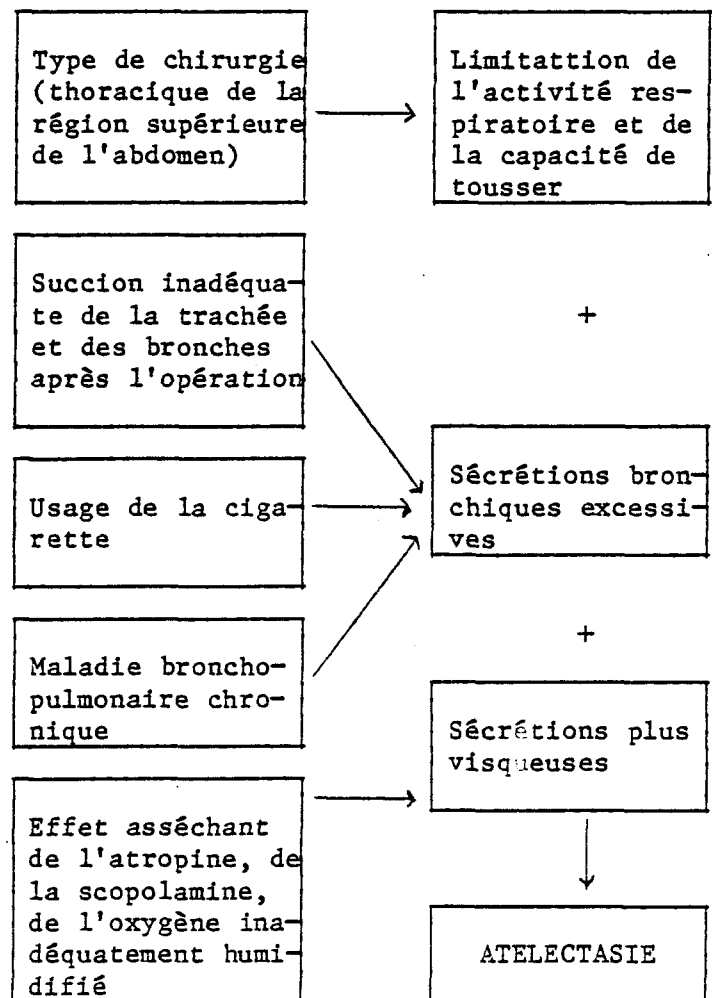 Type de chirurgie
(thoracique de la
région supérieure
de l'abdomen)
Limitattion de
l'activité res-
piratoire et de
la capacité de
tousser
Succion inadéqua-
te de la trachée
et des bronches
après l'opération
+
Usage de la ciga-
rette
Sécrétions bron-
chiques excessi-
ves
Maladie broncho-
pulmonaire chro-
nique
+
Sécrétions plus
visqueuses
Effet asséchant
de l'atropine, de
la scopolamine,
de l'oxygène ina-
déquatement humi-
difié
ATELECTASIE